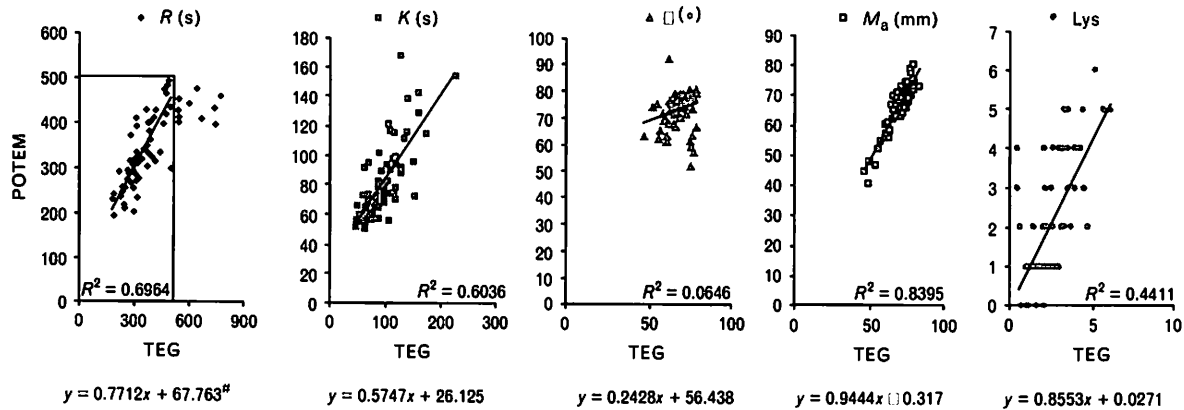 R (s)
K (s)
□(°)
Ma (mm)
Lys
POTEM
600
500
400
300
200
100
0
R² = 0.6964
0 300 600 900
TEG
y = 0.7712x + 67.763#
180
160
140
120
100
80
60
40
20
0
R² = 0.6036
0 100 200 300
TEG
y = 0.5747x + 26.125
100
90
80
70
60
50
40
30
20
10
0
R² = 0.0646
0 50 100
TEG
y = 0.2428x + 56.438
90
80
70
60
50
40
30
20
10
0
R² = 0.8395
0 50 100
TEG
y = 0.9444x □ 0.317
7
6
5
4
3
2
1
0
R² = 0.4411
0 5 10
TEG
y = 0.8553x + 0.0271